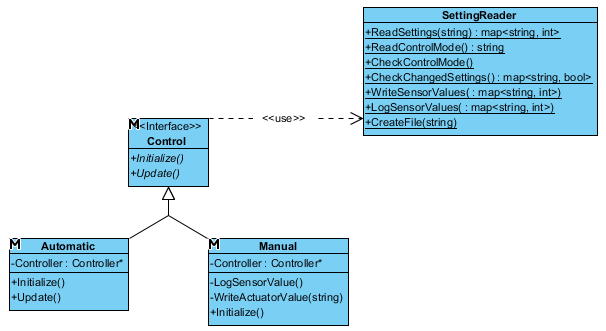 SettingReader
+ReadSettings(string) : map<string, int>
+ReadControlMode() : string
+CheckControlMode()
+CheckChangedSettings() : map<string, bool>
+WriteSensorValues( : map<string, int>)
+LogSensorValues( : map<string, int>)
+CreateFile(string)
<<use>>
M <<Interface>>
Control
+Initialize()
+Update()
M Automatic
-Controller : Controller*
+Initialize()
+Update()
M Manual
-Controller : Controller*
-LogSensorValue()
-WriteActuatorValue(string)
+Initialize()